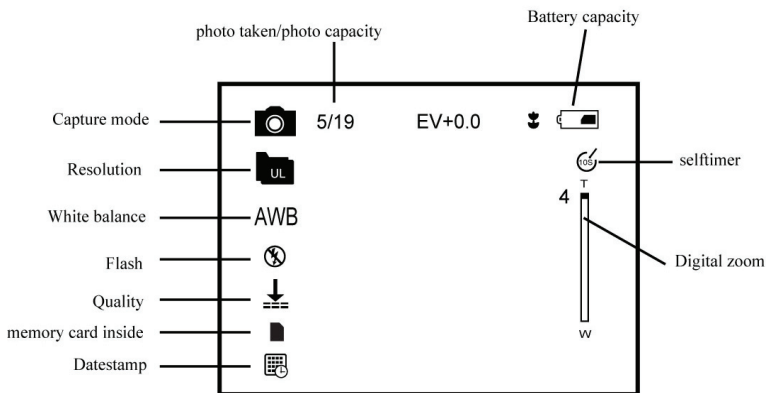 Battery capacity
photo taken/photo capacity
Capture mode
5/19
EV+0.0
Resolution
UL
10S
selftimer
T
4
White balance
AWB
Flash
Digital zoom
Quality
memory card inside
W
Datestamp